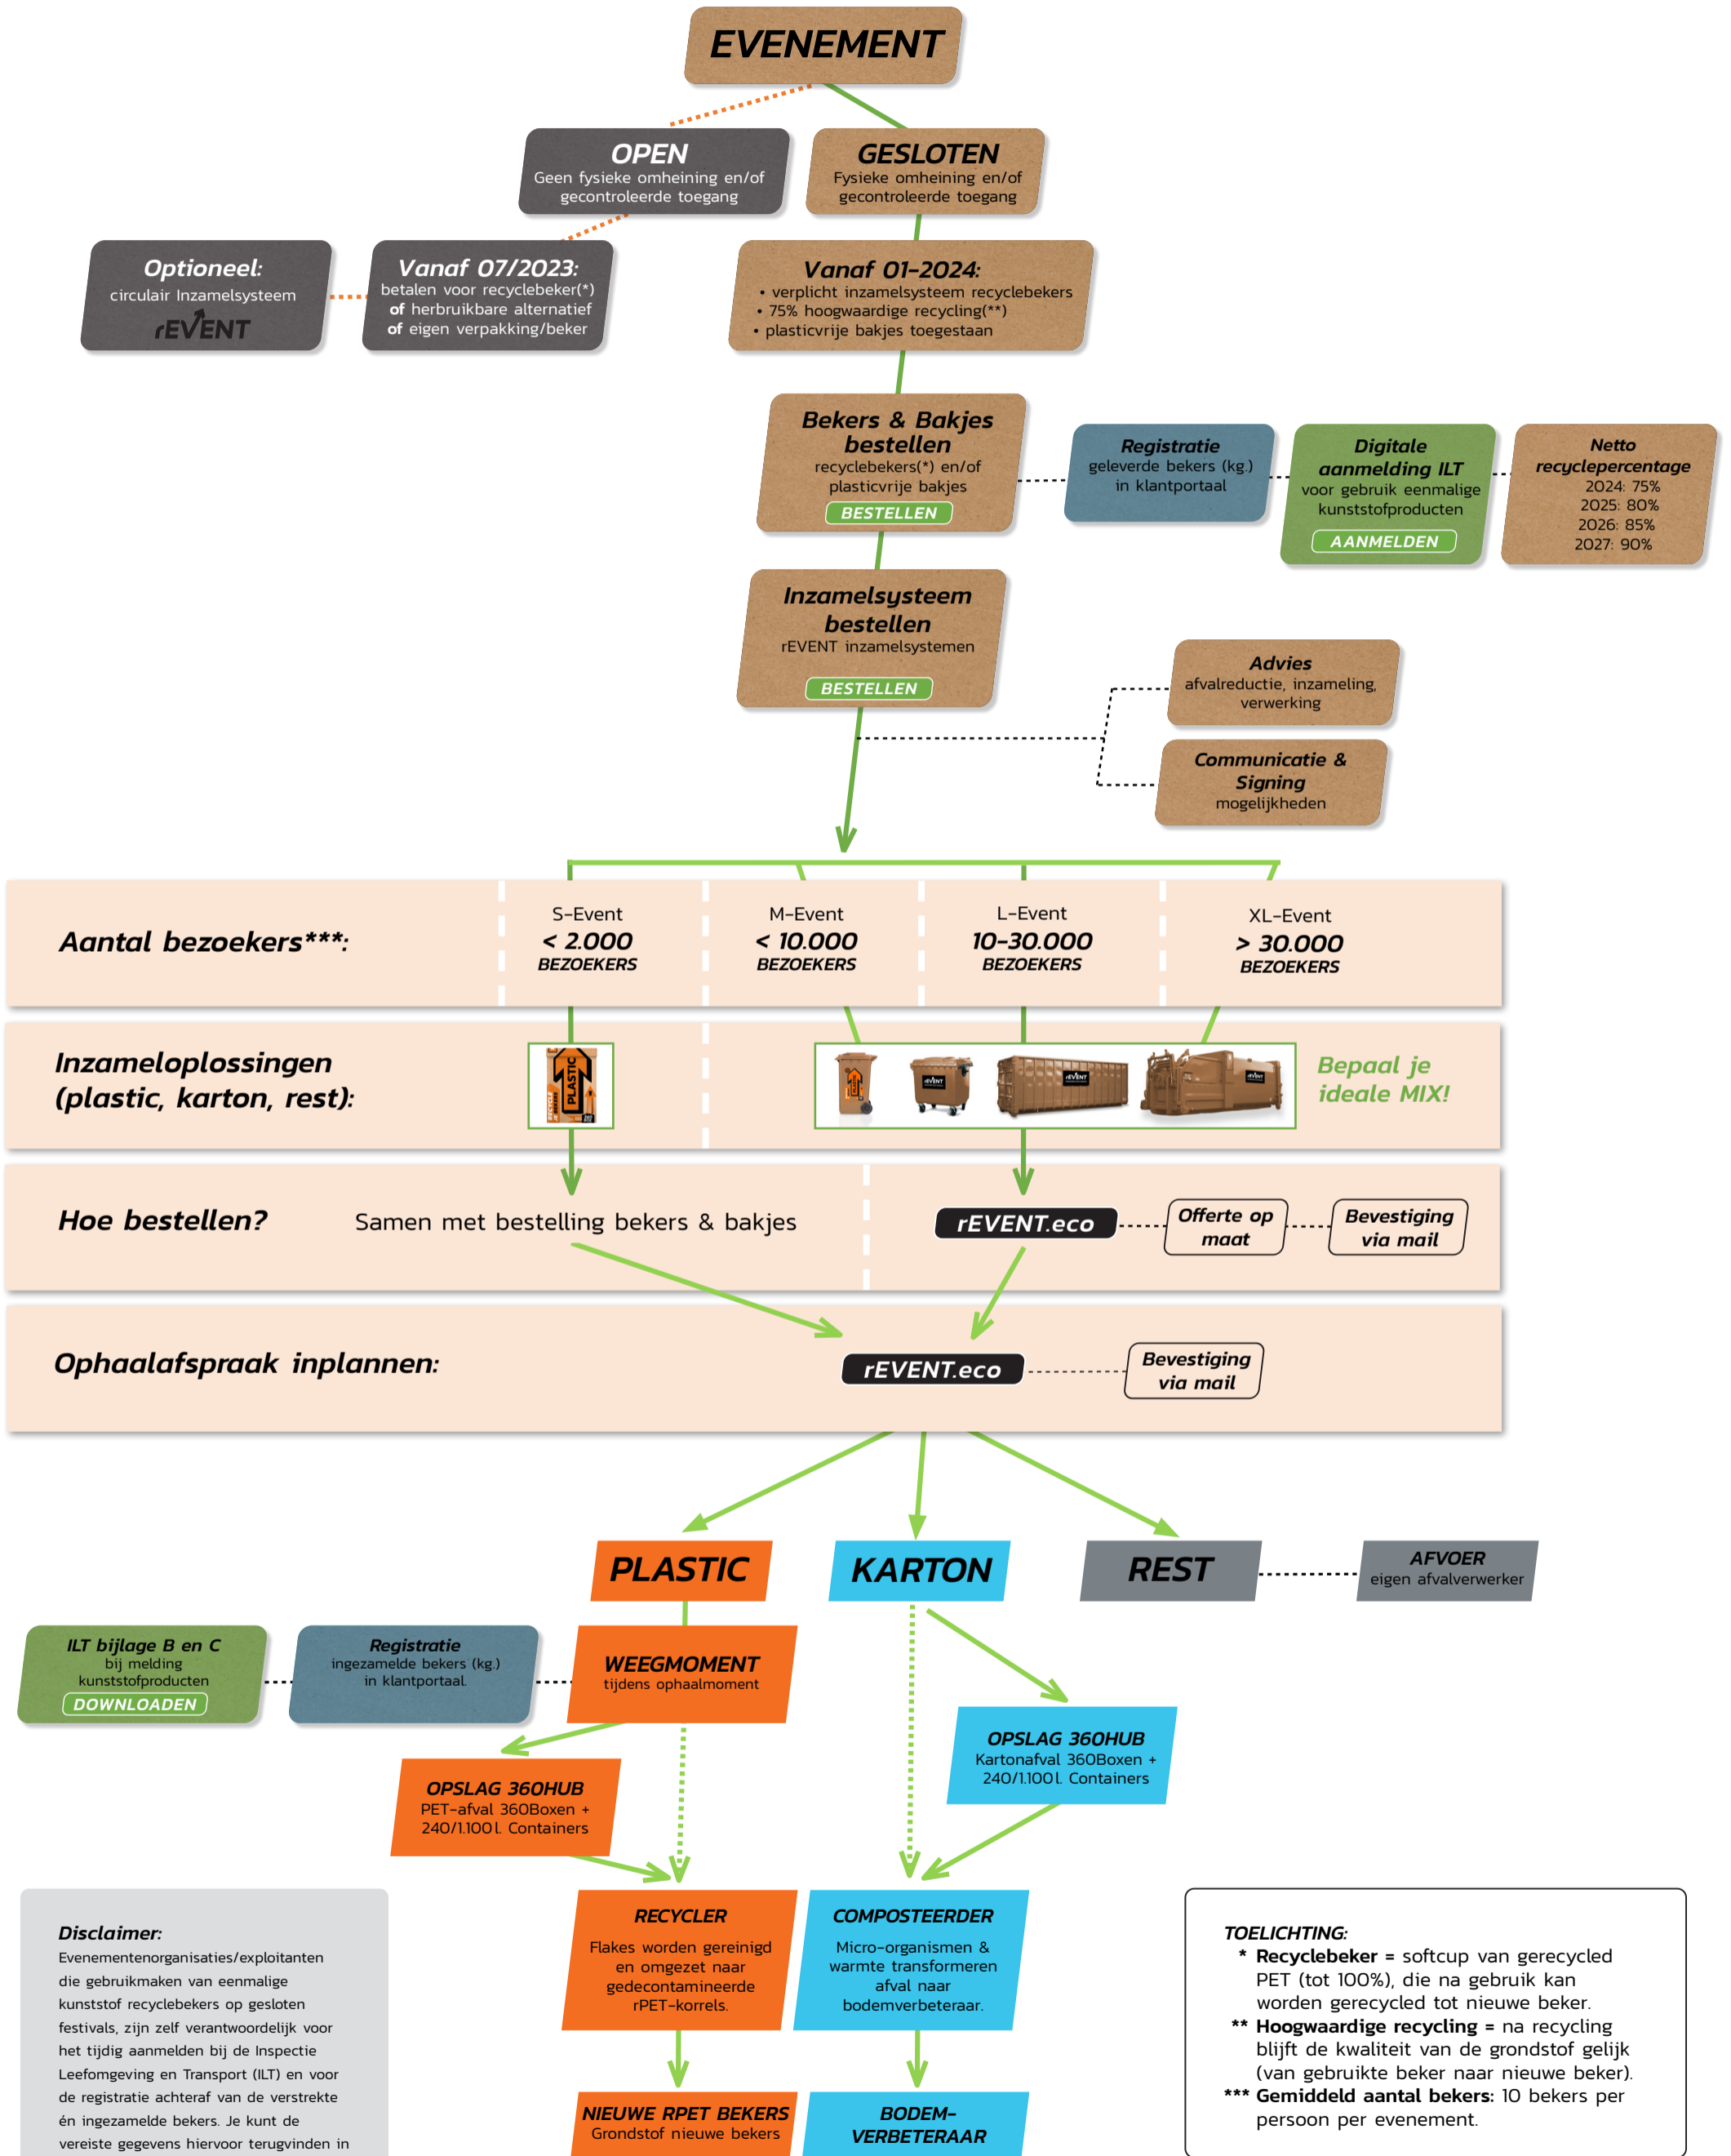 EVENEMENT
OPEN
Geen fysieke omheining en/of
gecontroleerde toegang
GESLOTEN
Fysieke omheining en/of
gecontroleerde toegang
Optioneel:
circulair Inzamelsysteem
rEVENT
Vanaf 07/2023:
betalen voor recyclebeker(*)
of herbruikbare alternatief
of eigen verpakking/beker
Vanaf 01-2024:
• verplicht inzamelsysteem recyclebekers
• 75% hoogwaardige recycling(**)
• plasticvrije bakjes toegestaan
Bekers & Bakjes
bestellen
recyclebekers(*) en/of
plasticvrije bakjes
BESTELLEN
Registratie
geleverde bekers (kg.)
in klantportaal
Digitale
aanmelding ILT
voor gebruik eenmalige
kunststofproducten
AANMELDEN
Netto
recyclepercentage
2024: 75%
2025: 80%
2026: 85%
2027: 90%
Inzamelsysteem
bestellen
rEVENT inzamelsystemen
BESTELLEN
Advies
afvalreductie, inzameling,
verwerking
Communicatie &
Signing
mogelijkheden
Aantal bezoekers***:
S-Event
< 2.000
BEZOEKERS
M-Event
< 10.000
BEZOEKERS
L-Event
10-30.000
BEZOEKERS
XL-Event
> 30.000
BEZOEKERS
Inzameloplossingen
(plastic, karton, rest):
PLASTIC
rEVENT
rEVENT
rEVENT
Bepaal je
ideale MIX!
Hoe bestellen?
Samen met bestelling bekers & bakjes
rEVENT.eco
Offerte op
maat
Bevestiging
via mail
Ophaalafspraak inplannen:
rEVENT.eco
Bevestiging
via mail
PLASTIC
KARTON
REST
AFVOER
eigen afvalverwerker
ILT bijlage B en C
bij melding
kunststofproducten
DOWNLOADEN
Registratie
ingezamelde bekers (kg.)
in klantportaal.
WEEGMOMENT
tijdens ophaalmoment
OPSLAG 360HUB
Kartonafval 360Boxen +
240/1.100l. Containers
OPSLAG 360HUB
PET-afval 360Boxen +
240/1.100l. Containers
RECYCLER
Flakes worden gereinigd
en omgezet naar
gedecontamineerde
rPET-korrels.
COMPOSTEERDER
Micro-organismen &
warmte transformeren
afval naar
bodemverbeteraar.
NIEUWE RPET BEKERS
Grondstof nieuwe bekers
BODEM-
VERBETERAAR
Disclaimer:
Evenementenorganisaties/exploitanten
die gebruikmaken van eenmalige
kunststof recyclebekers op gesloten
festivals, zijn zelf verantwoordelijk voor
het tijdig aanmelden bij de Inspectie
Leefomgeving en Transport (ILT) en voor
de registratie achteraf van de verstrekte
én ingezamelde bekers. Je kunt de
vereiste gegevens hiervoor terugvinden in
TOELICHTING:
* Recyclebeker = softcup van gerecycled
PET (tot 100%), die na gebruik kan
worden gerecycled tot nieuwe beker.
** Hoogwaardige recycling = na recycling
blijft de kwaliteit van de grondstof gelijk
(van gebruikte beker naar nieuwe beker).
*** Gemiddeld aantal bekers: 10 bekers per
persoon per evenement.